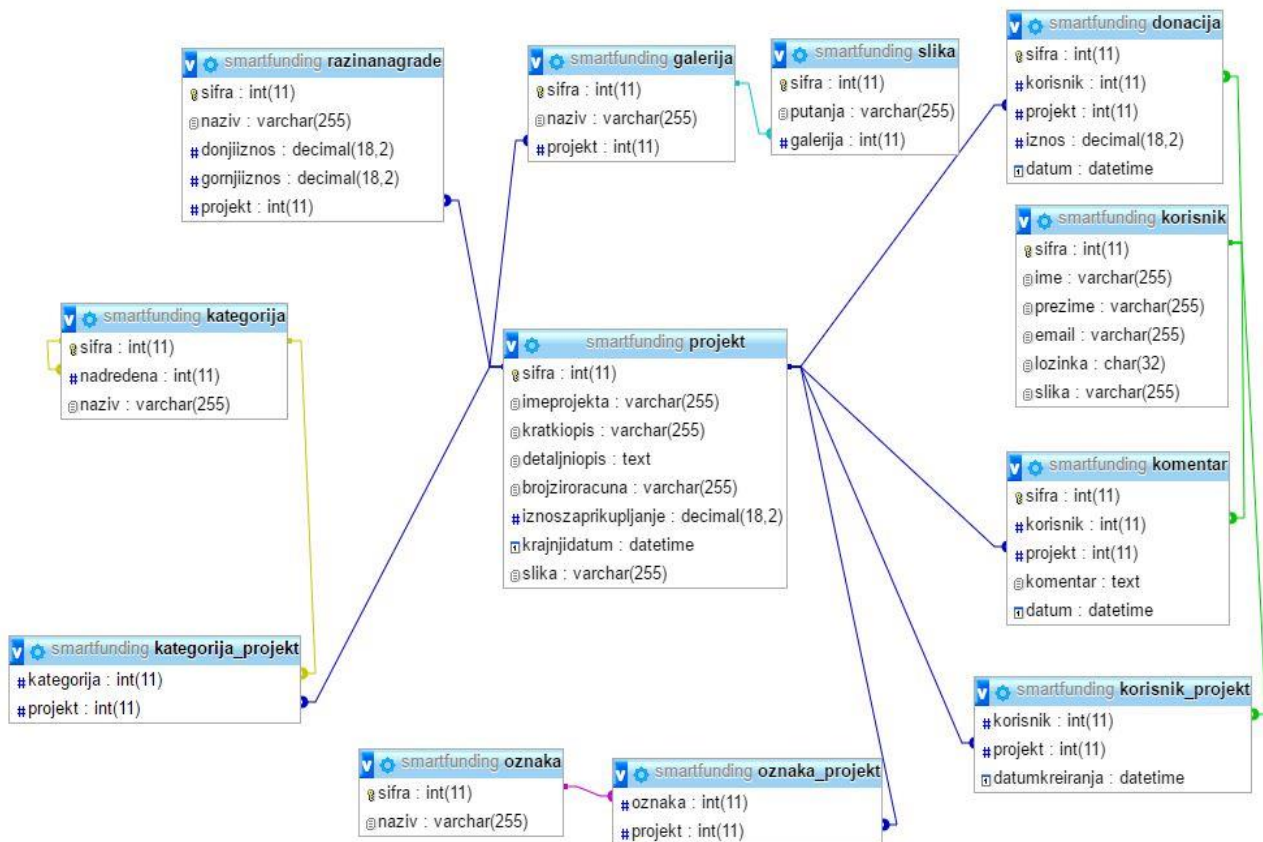 smartfunding razinanagrade
sifra : int(11)
naziv : varchar(255)
donjiiznos : decimal(18,2)
gornjiiznos : decimal(18,2)
projekt : int(11)
smartfunding galerija
sifra : int(11)
naziv : varchar(255)
projekt : int(11)
smartfunding slika
sifra : int(11)
putanja : varchar(255)
galerija : int(11)
smartfunding donacija
sifra : int(11)
korisnik : int(11)
projekt : int(11)
iznos : decimal(18,2)
datum : datetime
smartfunding korisnik
sifra : int(11)
ime : varchar(255)
prezime : varchar(255)
email : varchar(255)
lozinka : char(32)
slika : varchar(255)
smartfunding kategorija
sifra : int(11)
nadredena : int(11)
naziv : varchar(255)
smartfunding projekt
sifra : int(11)
imeprojekta : varchar(255)
kratkiopis : varchar(255)
detaljniopis : text
brojziroracuna : varchar(255)
iznoszaprikupljanje : decimal(18,2)
krajnjidatum : datetime
slika : varchar(255)
smartfunding komentar
sifra : int(11)
korisnik : int(11)
projekt : int(11)
komentar : text
datum : datetime
smartfunding kategorija_projekt
kategorija : int(11)
projekt : int(11)
smartfunding korisnik_projekt
korisnik : int(11)
projekt : int(11)
datumkreiranja : datetime
smartfunding oznaka
sifra : int(11)
naziv : varchar(255)
smartfunding oznaka_projekt
oznaka : int(11)
projekt : int(11)